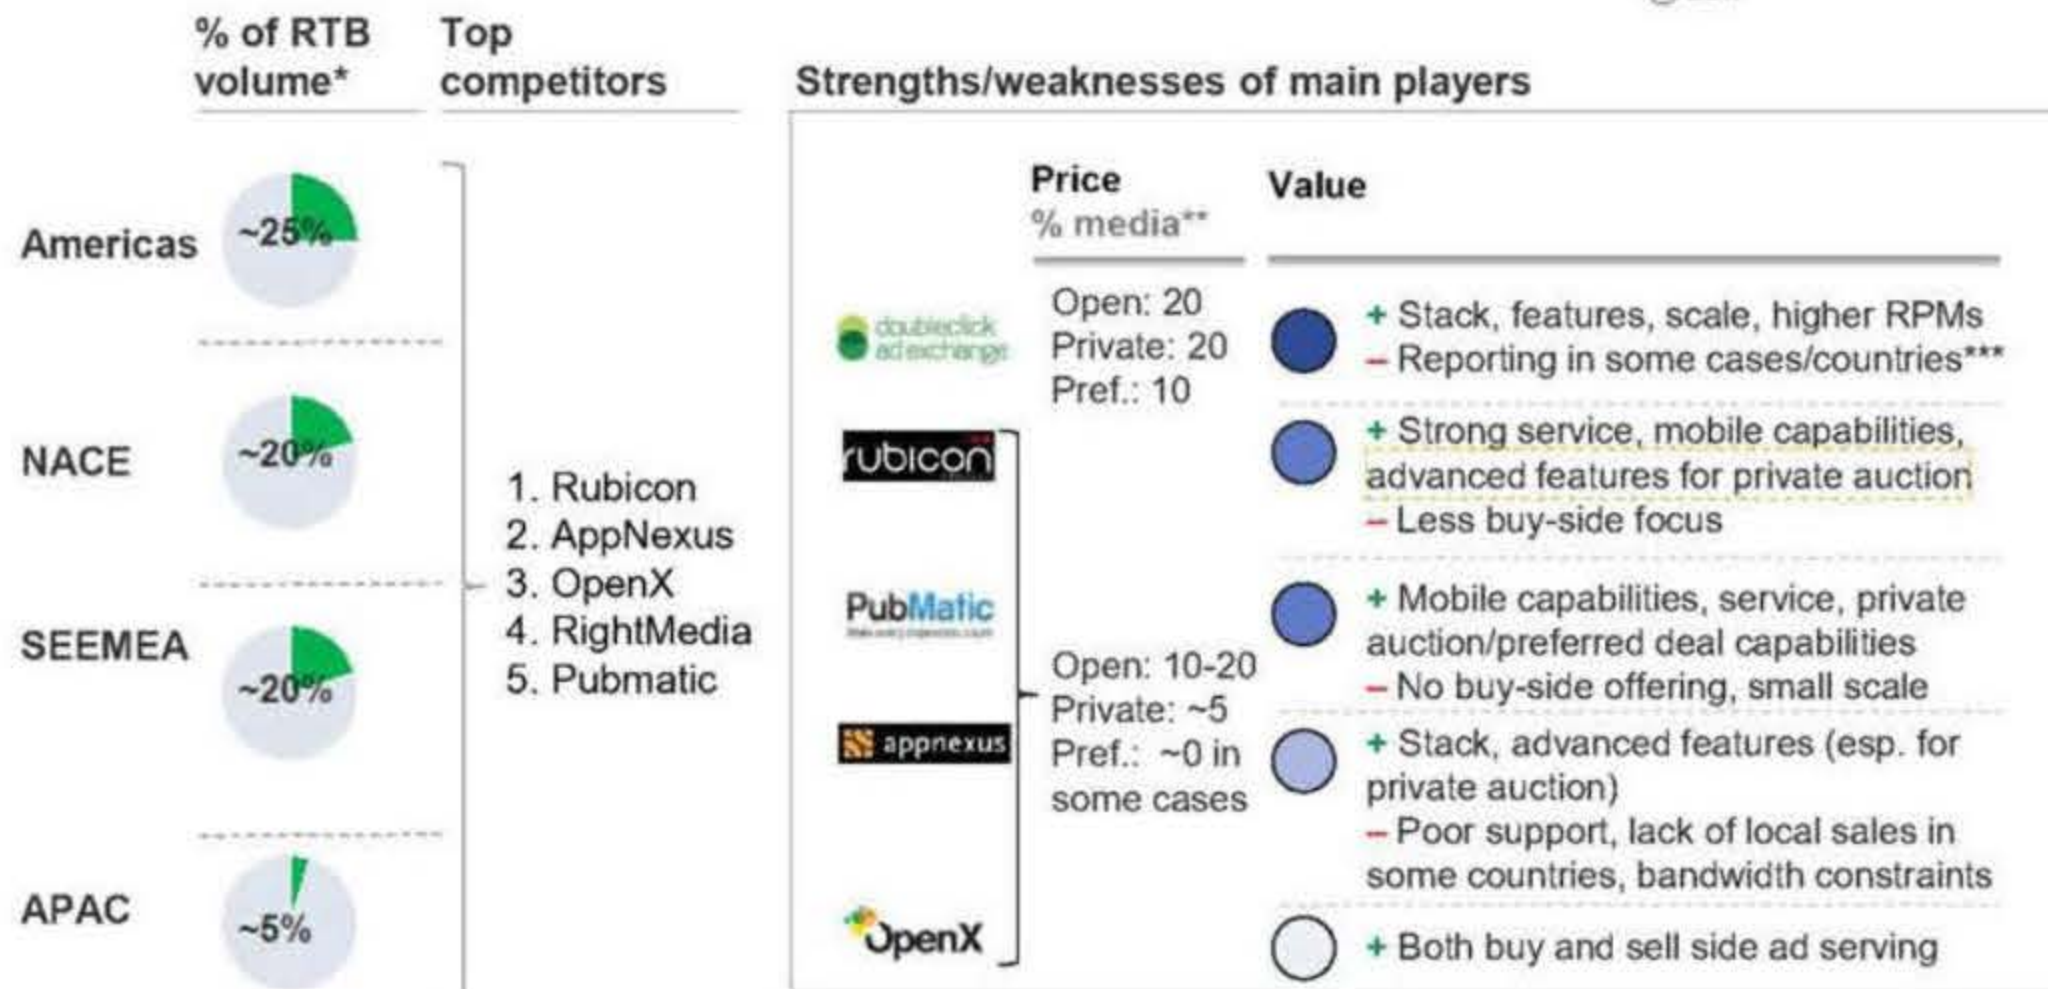 % of RTB
volume*
Top
competitors
Strengths/weaknesses of main players
Americas
~25%
NACE
~20%
SEEMEA
~20%
APAC
~5%
1. Rubicon
2. AppNexus
3. OpenX
4. RightMedia
5. Pubmatic
Price
% media**
Value
doubleclick
ad exchange
Open: 20
Private: 20
Pref.: 10
+ Stack, features, scale, higher RPMs
– Reporting in some cases/countries***
rubicon
+ Strong service, mobile capabilities,
advanced features for private auction
– Less buy-side focus
PubMatic
+ Mobile capabilities, service, private
auction/preferred deal capabilities
– No buy-side offering, small scale
Open: 10-20
Private: ~5
Pref.: ~0 in
some cases
appnexus
+ Stack, advanced features (esp. for
private auction)
– Poor support, lack of local sales in
some countries, bandwidth constraints
OpenX
+ Both buy and sell side ad serving